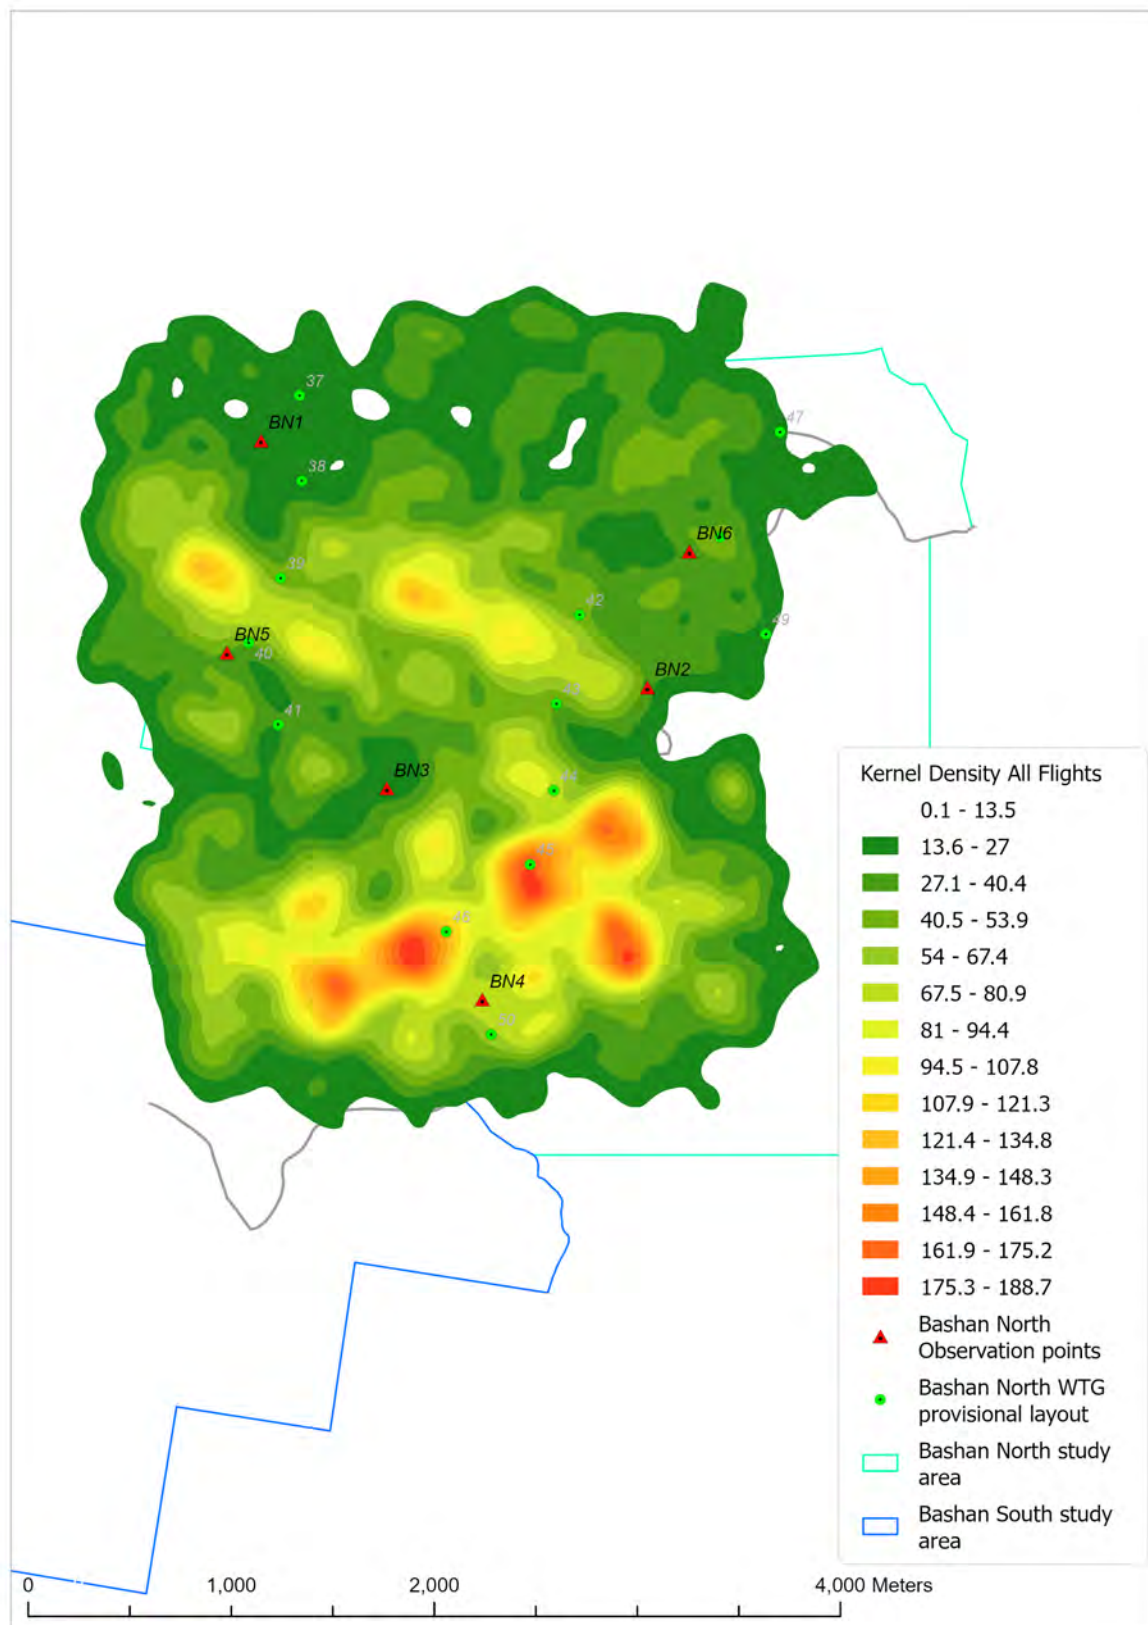 37
BN1
47
38
BN6
39
42
BN5
49
40
BN2
43
41
BN3
44
Kernel Density All Flights
0.1 - 13.5
13.6 - 27
27.1 - 40.4
40.5 - 53.9
54 - 67.4
67.5 - 80.9
81 - 94.4
94.5 - 107.8
107.9 - 121.3
121.4 - 134.8
134.9 - 148.3
148.4 - 161.8
161.9 - 175.2
175.3 - 188.7
BN4
50
Bashan North
Observation points
Bashan North WTG
provisional layout
Bashan North study
area
Bashan South study
area
0
1,000
2,000
4,000 Meters